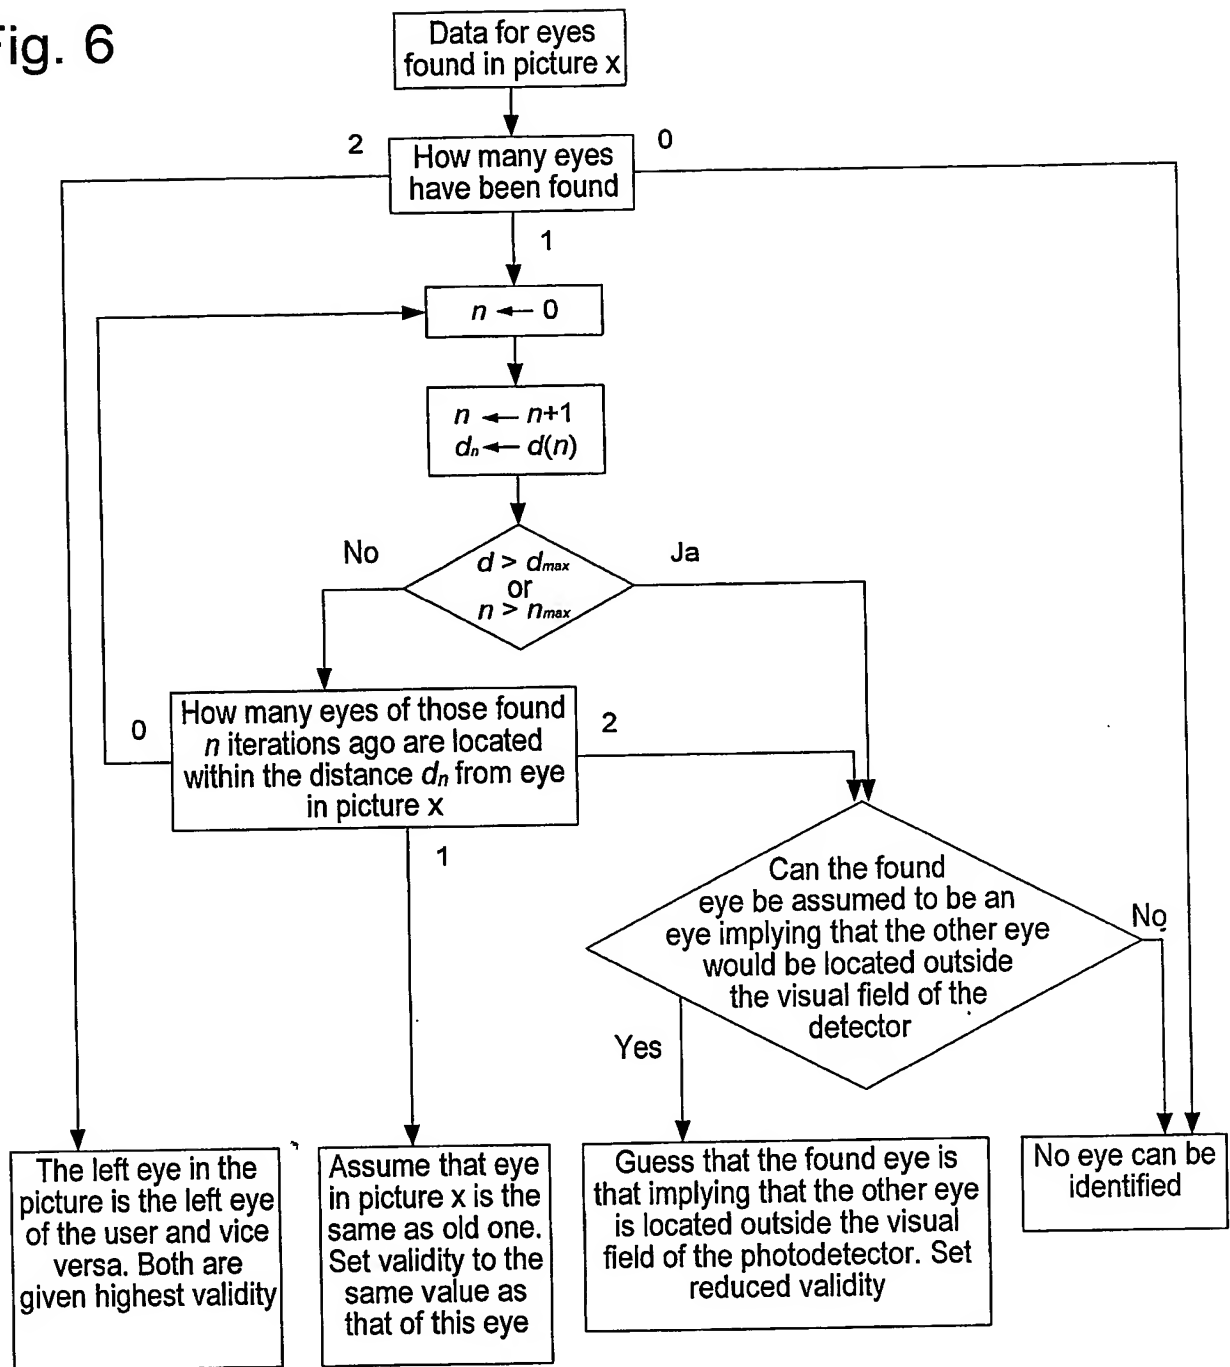 Fig. 6
Data for eyes
found in picture x
2
0
How many eyes
have been found
1
n ← 0
n ← n+1
dn ← d(n)
No
Ja
d > dmax
or
n > nmax
0
How many eyes of those found
n iterations ago are located
within the distance dn from eye
in picture x
2
1
Can the found
eye be assumed to be an
eye implying that the other eye
would be located outside
the visual field of the
detector
No
Yes
The left eye in the
picture is the left eye
of the user and vice
versa. Both are
given highest validity
Assume that eye
in picture x is the
same as old one.
Set validity to the
same value as
that of this eye
Guess that the found eye is
that implying that the other eye
is located outside the visual
field of the photodetector. Set
reduced validity
No eye can be
identified